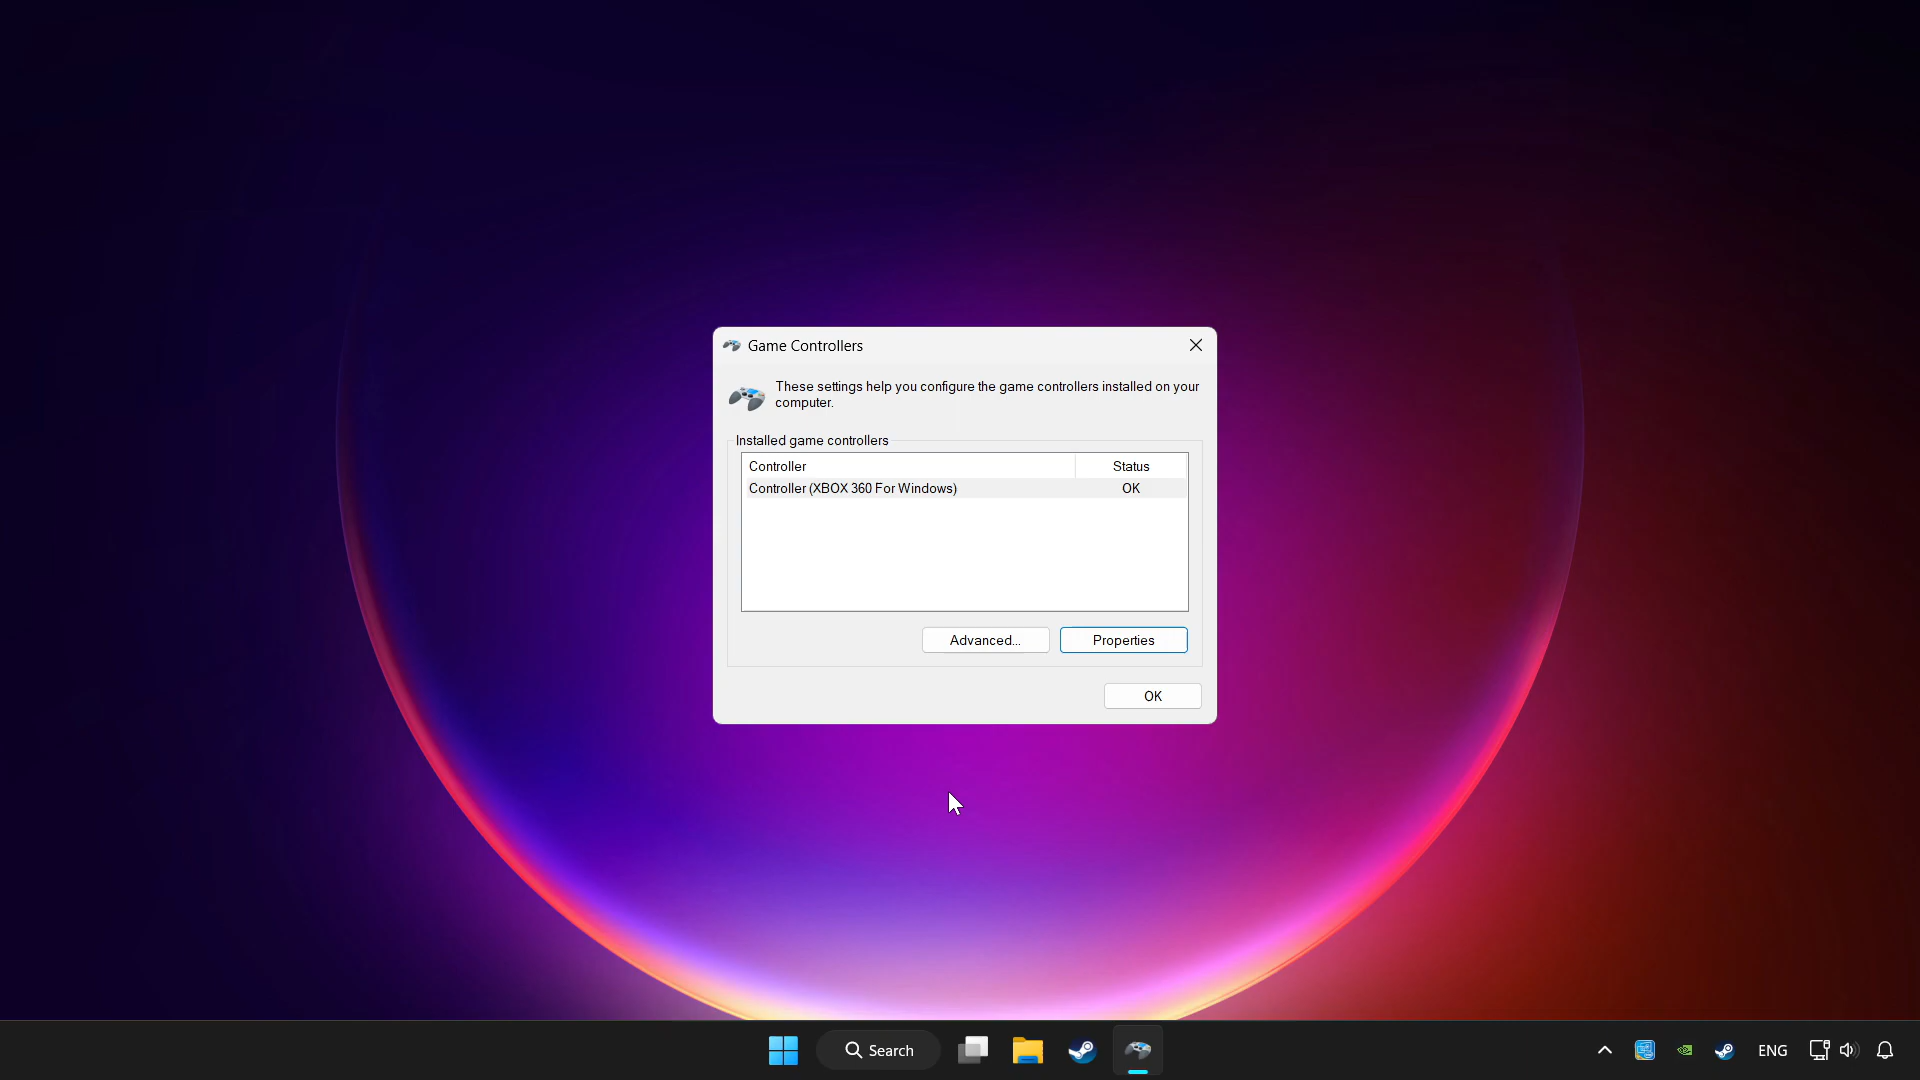 Game Controllers
These settings help you configure the game controllers installed on your
computer.
Installed game controllers
Controller Status
Controller (XBOX 360 For Windows) OK
Advanced... Properties
OK
Search ENG